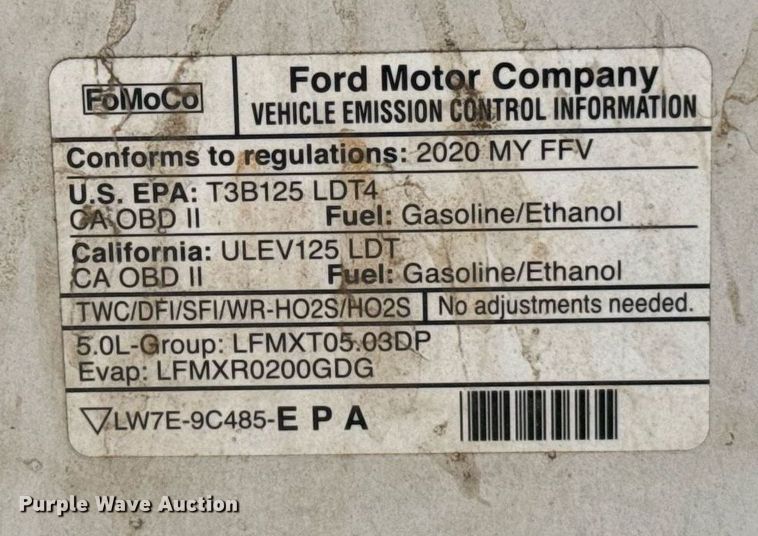 FoMoCo
Ford Motor Company
VEHICLE EMISSION CONTROL INFORMATION
Conforms to regulations: 2020 MY FFV
U.S. EPA: T3B125 LDT4
CA OBD II Fuel: Gasoline/Ethanol
California: ULEV125 LDT
CA OBD II Fuel: Gasoline/Ethanol
TWC/DFI/SFI/WR-HO2S/HO2S No adjustments needed.
5.0L-Group: LFMXT05.03DP
Evap: LFMXR0200GDG
LW7E-9C485-E P A
Purple Wave Auction